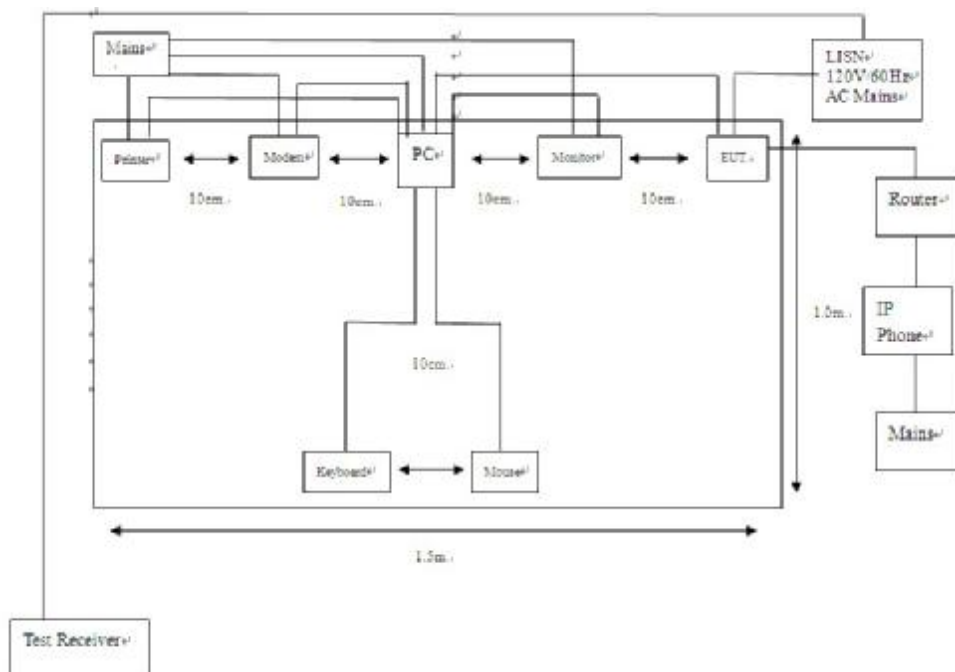 Mains
LISN
120V/60Hz
AC Mains
Printer
Modem
PC
Monitor
EUT
10cm.
10cm.
10cm.
10cm.
Router
1.0m.
IP
Phone
10cm.
Mains
Keyboard
Mouse
1.5m.
Test Receiver